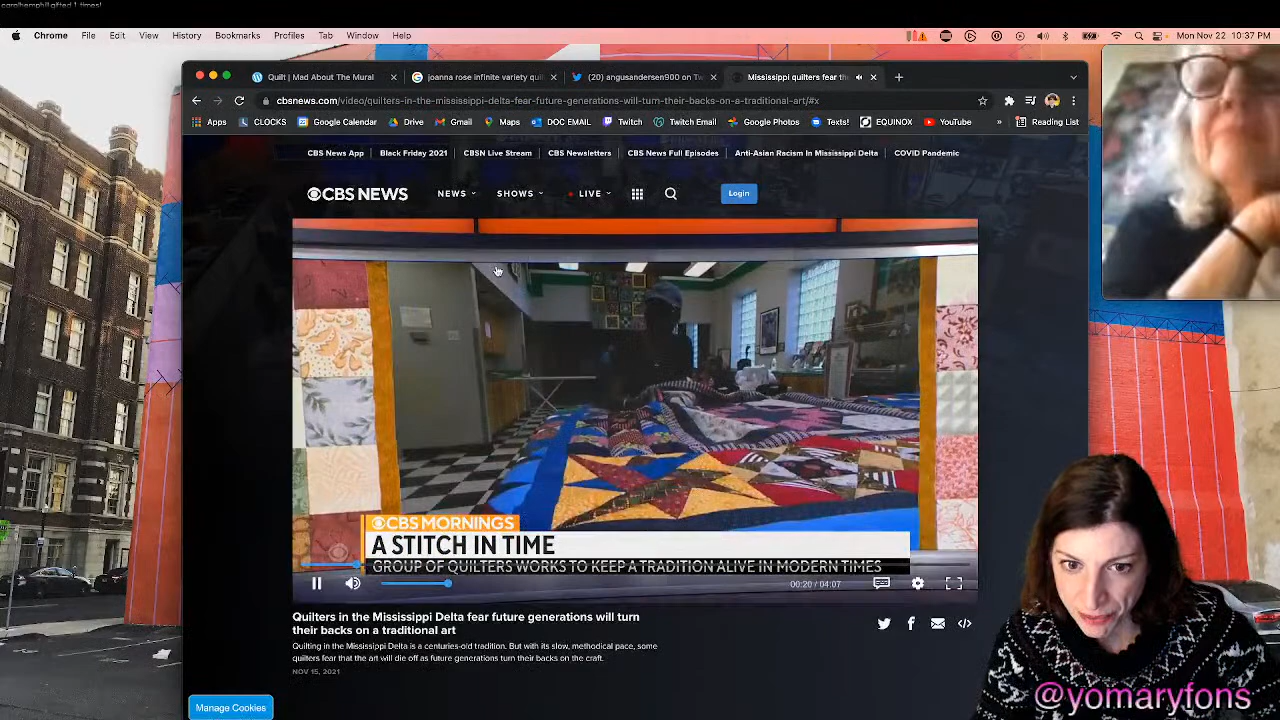 carolhemphill gifted 1 times!
Chrome File Edit View History Bookmarks Profiles Tab Window Help
Mon Nov 22 10:37 PM
Quilt | Mad About The Mural
joanna rose infinite variety quil
(20) angusandersen900 on Tw
Mississippi quilters fear the
cbsnews.com/video/quilters-in-the-mississippi-delta-fear-future-generations-will-turn-their-backs-on-a-traditional-art/#x
Apps CLOCKS Google Calendar Drive Gmail Maps DOC EMAIL Twitch Twitch Email Google Photos Texts! EQUINOX YouTube » Reading List
CBS News App Black Friday 2021 CBSN Live Stream CBS Newsletters CBS News Full Episodes Anti-Asian Racism In Mississippi Delta COVID Pandemic
CBS NEWS NEWS SHOWS LIVE Login
CBS MORNINGS
A STITCH IN TIME
GROUP OF QUILTERS WORKS TO KEEP A TRADITION ALIVE IN MODERN TIMES
00:20 / 04:07
Quilters in the Mississippi Delta fear future generations will turn
their backs on a traditional art
Quilting in the Mississippi Delta is a centuries-old tradition. But with its slow, methodical pace, some
quilters fear that the art will die off as future generations turn their backs on the craft.
NOV 15, 2021
Manage Cookies
@yomaryfons